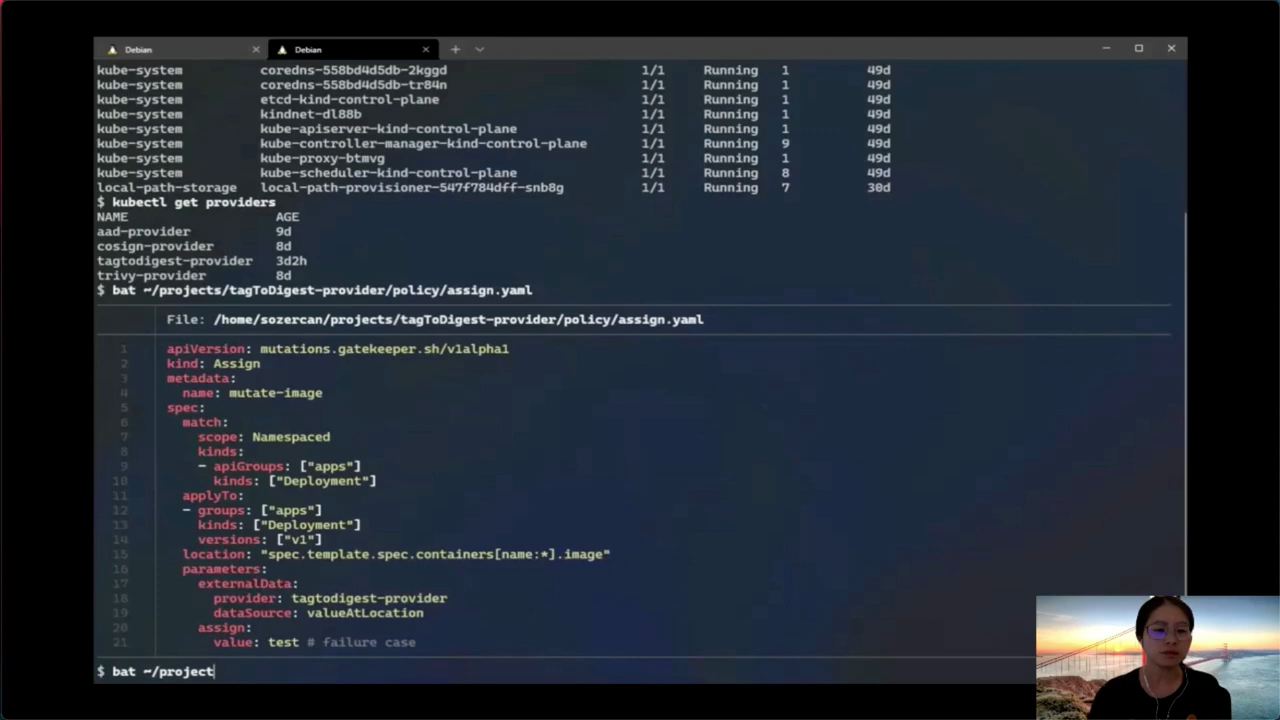 Debian
Debian
kube-system coredns-558bd4d5db-2kggd 1/1 Running 1 49d
kube-system coredns-558bd4d5db-tr84n 1/1 Running 1 49d
kube-system etcd-kind-control-plane 1/1 Running 1 49d
kube-system kindnet-dl88b 1/1 Running 1 49d
kube-system kube-apiserver-kind-control-plane 1/1 Running 1 49d
kube-system kube-controller-manager-kind-control-plane 1/1 Running 9 49d
kube-system kube-proxy-btmvg 1/1 Running 1 49d
kube-system kube-scheduler-kind-control-plane 1/1 Running 8 49d
local-path-storage local-path-provisioner-547f784dff-snb8g 1/1 Running 7 30d
$ kubectl get providers
NAME AGE
aad-provider 9d
cosign-provider 8d
tagtodigest-provider 3d2h
trivy-provider 8d
$ bat ~/projects/tagToDigest-provider/policy/assign.yaml
File: /home/sozercan/projects/tagToDigest-provider/policy/assign.yaml
1 apiVersion: mutations.gatekeeper.sh/v1alpha1
2 kind: Assign
3 metadata:
4 name: mutate-image
5 spec:
6 match:
7 scope: Namespaced
8 kinds:
9 - apiGroups: ["apps"]
10 kinds: ["Deployment"]
11 applyTo:
12 - groups: ["apps"]
13 kinds: ["Deployment"]
14 versions: ["v1"]
15 location: "spec.template.spec.containers[name:*].image"
16 parameters:
17 externalData:
18 provider: tagtodigest-provider
19 dataSource: valueAtLocation
20 assign:
21 value: test # failure case
$ bat ~/project